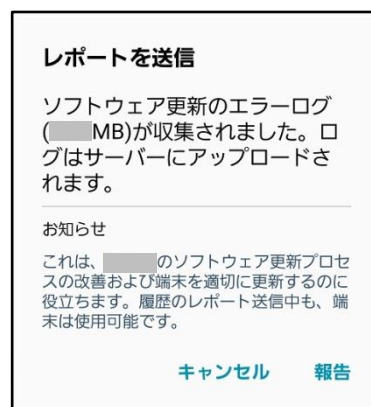 レポートを送信
ソフトウェア更新のエラーログ
(MB)が収集されました。ロ
グはサーバーにアップロードさ
れます。
お知らせ
これは、のソフトウェア更新プロセ
スの改善および端末を適切に更新するのに
役立ちます。履歴のレポート送信中も、端
末は使用可能です。
キャンセル 報告